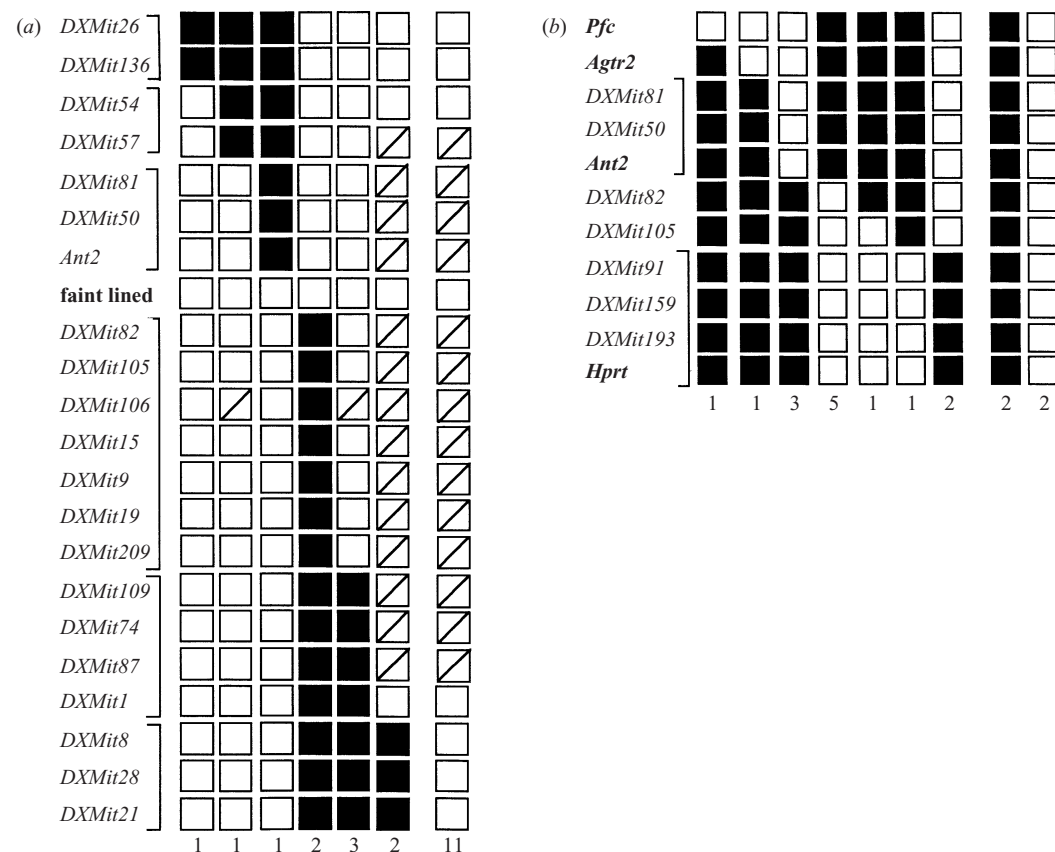 (a)
DXMit26
DXMit136
DXMit54
DXMit57
DXMit81
DXMit50
Ant2
faint lined
DXMit82
DXMit105
DXMit106
DXMit15
DXMit9
DXMit19
DXMit209
DXMit109
DXMit74
DXMit87
DXMit1
DXMit8
DXMit28
DXMit21
1 1 1 2 3 2 11
(b)
Pfc
Agtr2
DXMit81
DXMit50
Ant2
DXMit82
DXMit105
DXMit91
DXMit159
DXMit193
Hprt
1 1 3 5 1 1 2 2 2